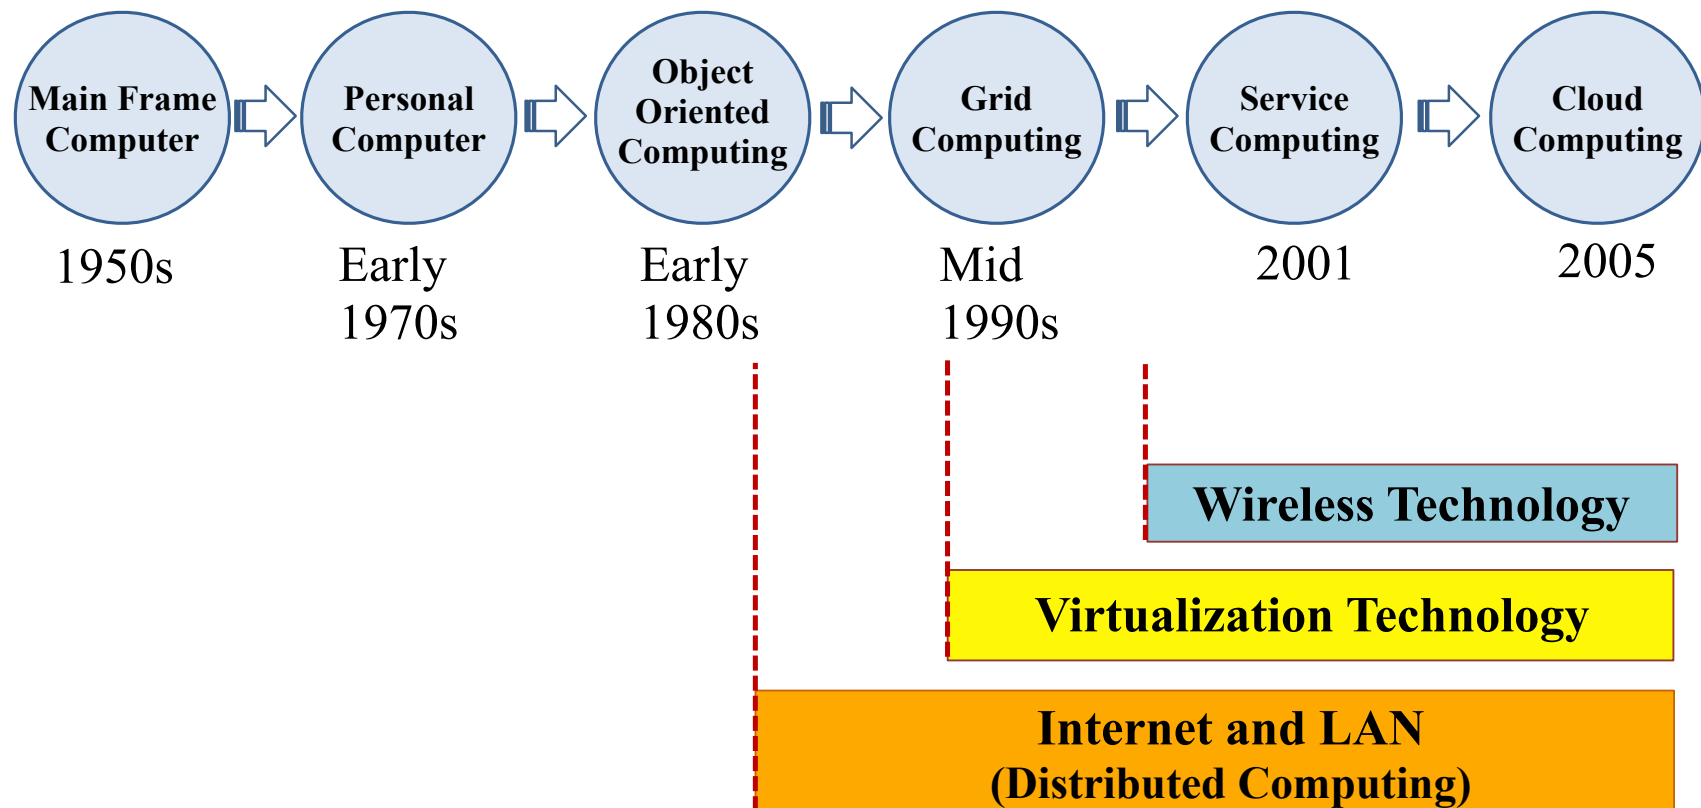 Main Frame
Computer
Personal
Computer
Object
Oriented
Computing
Grid
Computing
Service
Computing
Cloud
Computing
1950s
Early
1970s
Early
1980s
Mid
1990s
2001
2005
Wireless Technology
Virtualization Technology
Internet and LAN
(Distributed Computing)